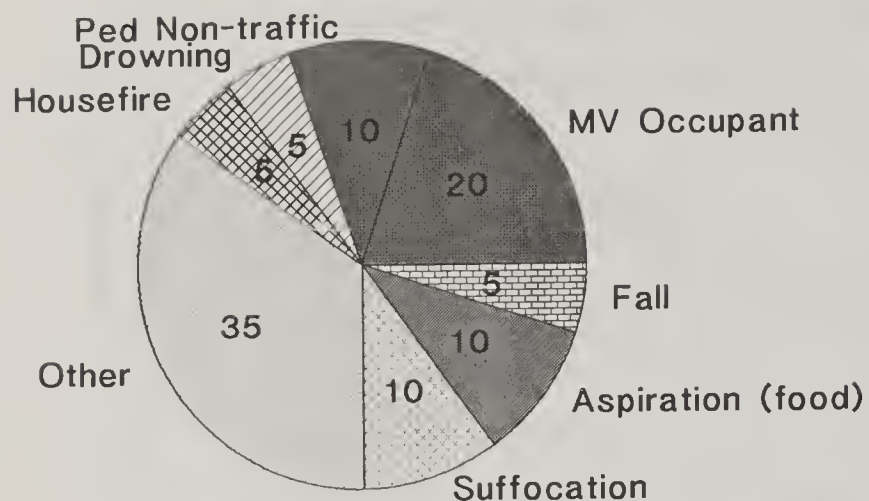 Ped Non-traffic
Drowning
Housefire
10
MV Occupant
5
6
20
5
Fall
35
10
Other
10
Aspiration (food)
Suffocation